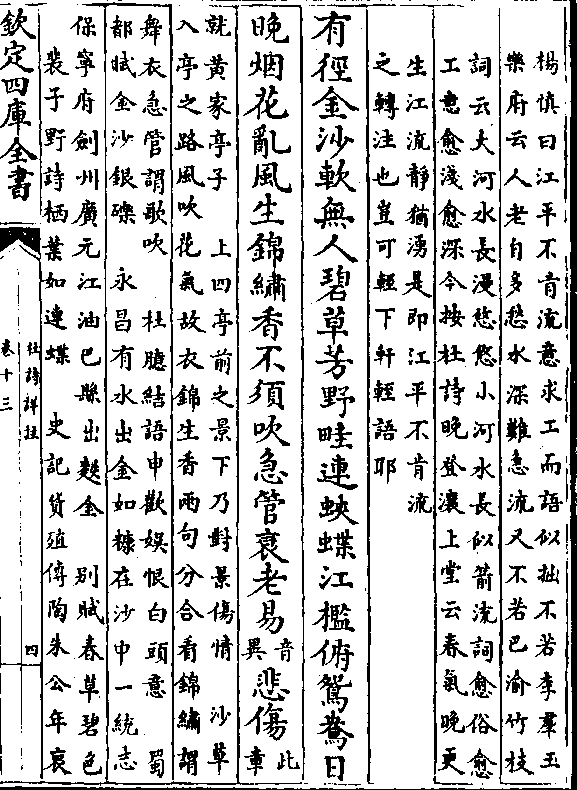 楊慎曰江平不肯流意求工而語似拙不若李羣玉
樂府云人老自多愁水深難急流又不若巴渝竹枝
詞云大河水長漫悠悠小河水長似箭流詞愈俗愈
工意愈淺愈深今按杜詩晚登瀼上堂云春氣晚更
生江流靜猶湧是即江平不肯流
之轉注也豈可輕下軒輊語耶
有徑金沙軟無人碧草芳野畦連蛺蝶江檻俯鴛鴦日
晚烟花亂風生錦繡香不須吹急管衰老易音異悲傷此章
就黃家亭子 上四亭前之景下乃對景傷情 沙草
入亭之路風吹花氣故衣錦生香兩句分合看錦繡謂
舞衣急管謂歌吹 杜臆結語申歡娛恨白頭意 蜀
都賦金沙銀礫 永昌有水出金如糠在沙中一統志
保寧府劍州廣元江油巴縣出麩金 別賦春草碧色
裴子野詩栖葉如連蝶 史記貨殖傳陶朱公年衰
欽定四庫全書
杜詩詳註
卷十三
四